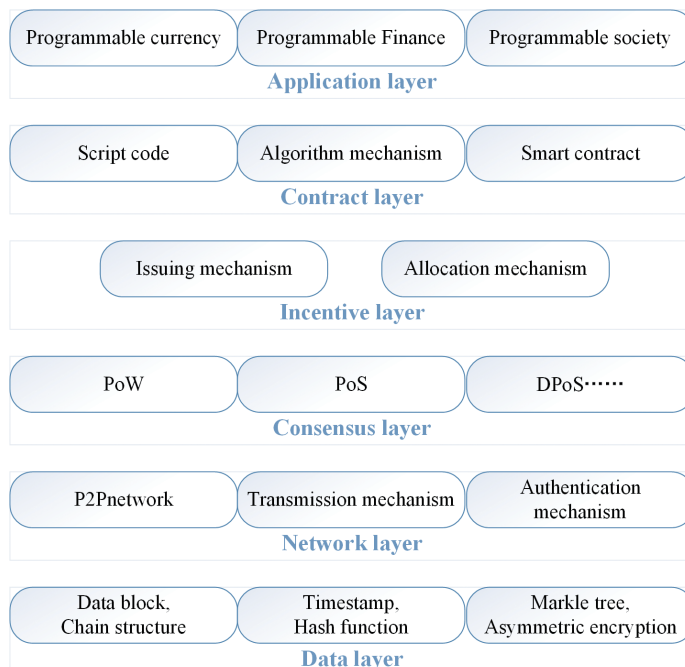 Programmable currency Programmable Finance Programmable society
Application layer
Script code Algorithm mechanism Smart contract
Contract layer
Issuing mechanism Allocation mechanism
Incentive layer
PoW PoS DPoS······
Consensus layer
P2Pnetwork Transmission mechanism Authentication
mechanism
Network layer
Data block, Timestamp, Markle tree,
Chain structure Hash function Asymmetric encryption
Data layer